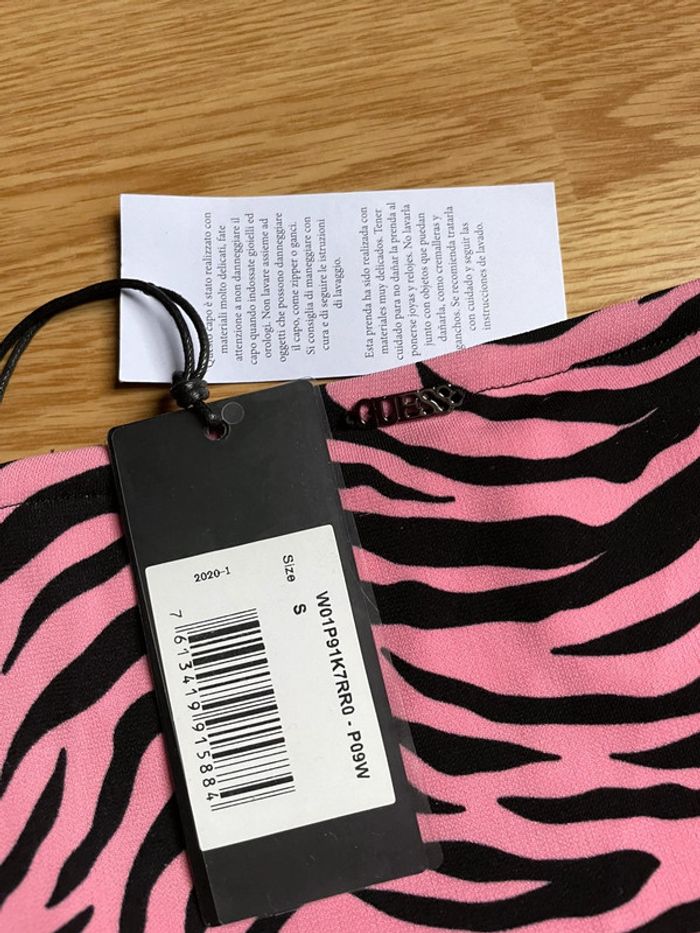 Questo capo é stato realizzato con
materiali molto delicati, fate
attenzione a non danneggiare il
capo quando indossate gioielli ed
orologi. Non lavare assieme ad
oggetti che possono danneggiare
il capo, come zipper o ganci.
Si consiglia di maneggiare con
cura e di seguire le istruzioni
di lavaggio.
Esta prenda ha sido realizada con
materiales muy delicados. Tener
cuidado para no dañar la prenda al
ponerse joyas y relojes. No lavarla
junto con objetos que puedan
dañarla, como cremalleras y
ganchos. Se recomienda tratarla
con cuidado y seguir las
instrucciones de lavado.
GUESS
W01P91K7RR0 - P09W
Size S
2020-1
7 613419 915884